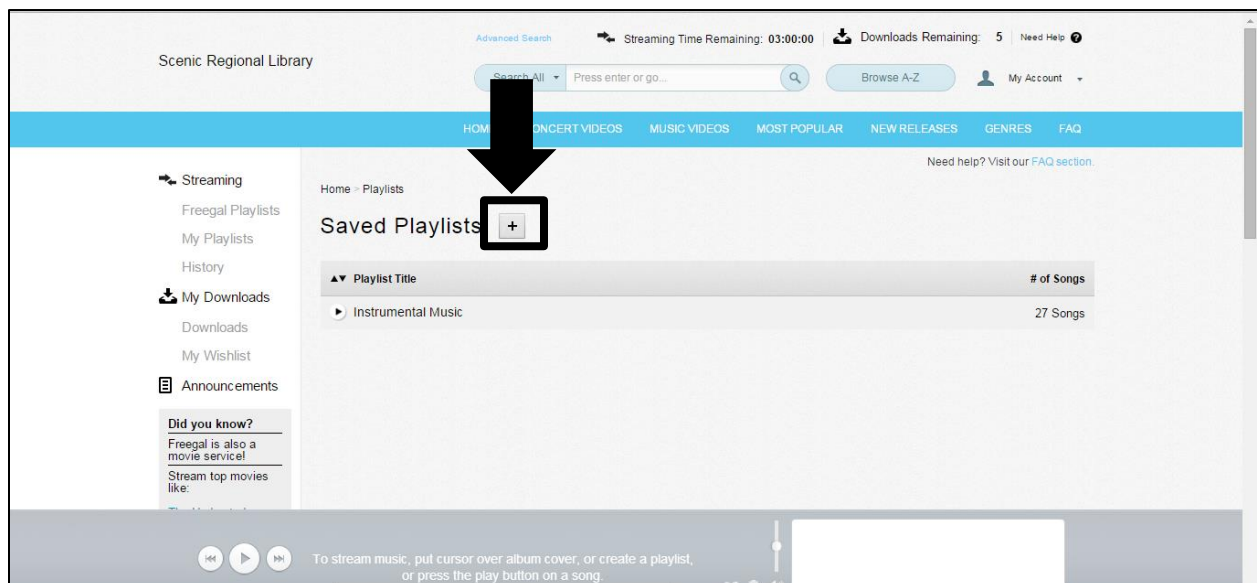 Advanced Search
Streaming Time Remaining: 03:00:00
Downloads Remaining: 5
Need Help
Scenic Regional Library
Search All
Press enter or go...
Browse A-Z
My Account
CONCERT VIDEOS
MUSIC VIDEOS
MOST POPULAR
NEW RELEASES
GENRES
FAQ
Need help? Visit our FAQ section.
Streaming
Freegal Playlists
My Playlists
History
My Downloads
Downloads
My Wishlist
Announcements
Did you know?
Freegal is also a
movie service!
Stream top movies
like:
Home > Playlists
Saved Playlists +
Playlist Title
# of Songs
Instrumental Music
27 Songs
To stream music, put cursor over album cover, or create a playlist,
or press the play button on a song.